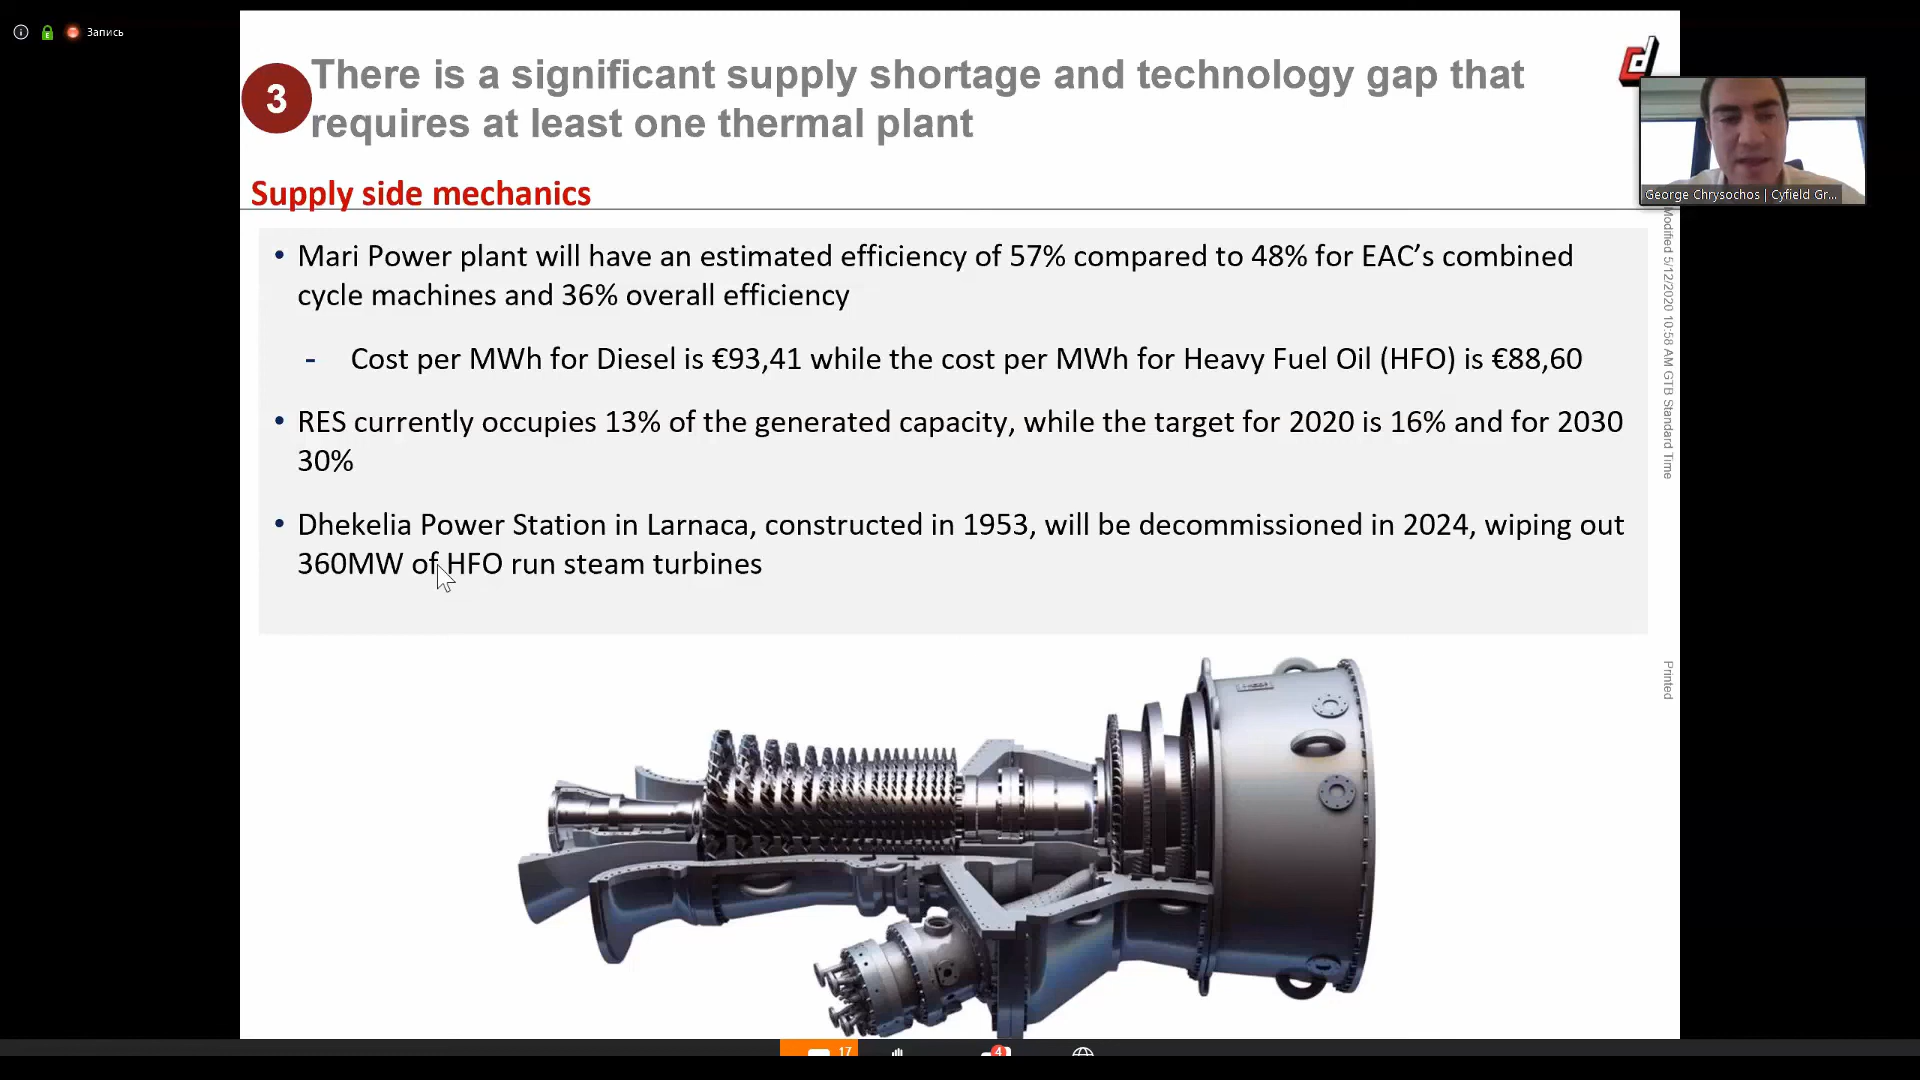 Запись
3
There is a significant supply shortage and technology gap that
requires at least one thermal plant
George Chrysochos | Cyfield Gr...
Supply side mechanics
• Mari Power plant will have an estimated efficiency of 57% compared to 48% for EAC’s combined
cycle machines and 36% overall efficiency
- Cost per MWh for Diesel is €93,41 while the cost per MWh for Heavy Fuel Oil (HFO) is €88,60
• RES currently occupies 13% of the generated capacity, while the target for 2020 is 16% and for 2030
30%
• Dhekelia Power Station in Larnaca, constructed in 1953, will be decommissioned in 2024, wiping out
360MW of HFO run steam turbines
Modified 5/12/2020 10:58 AM GTB Standard Time
Printed
17
4